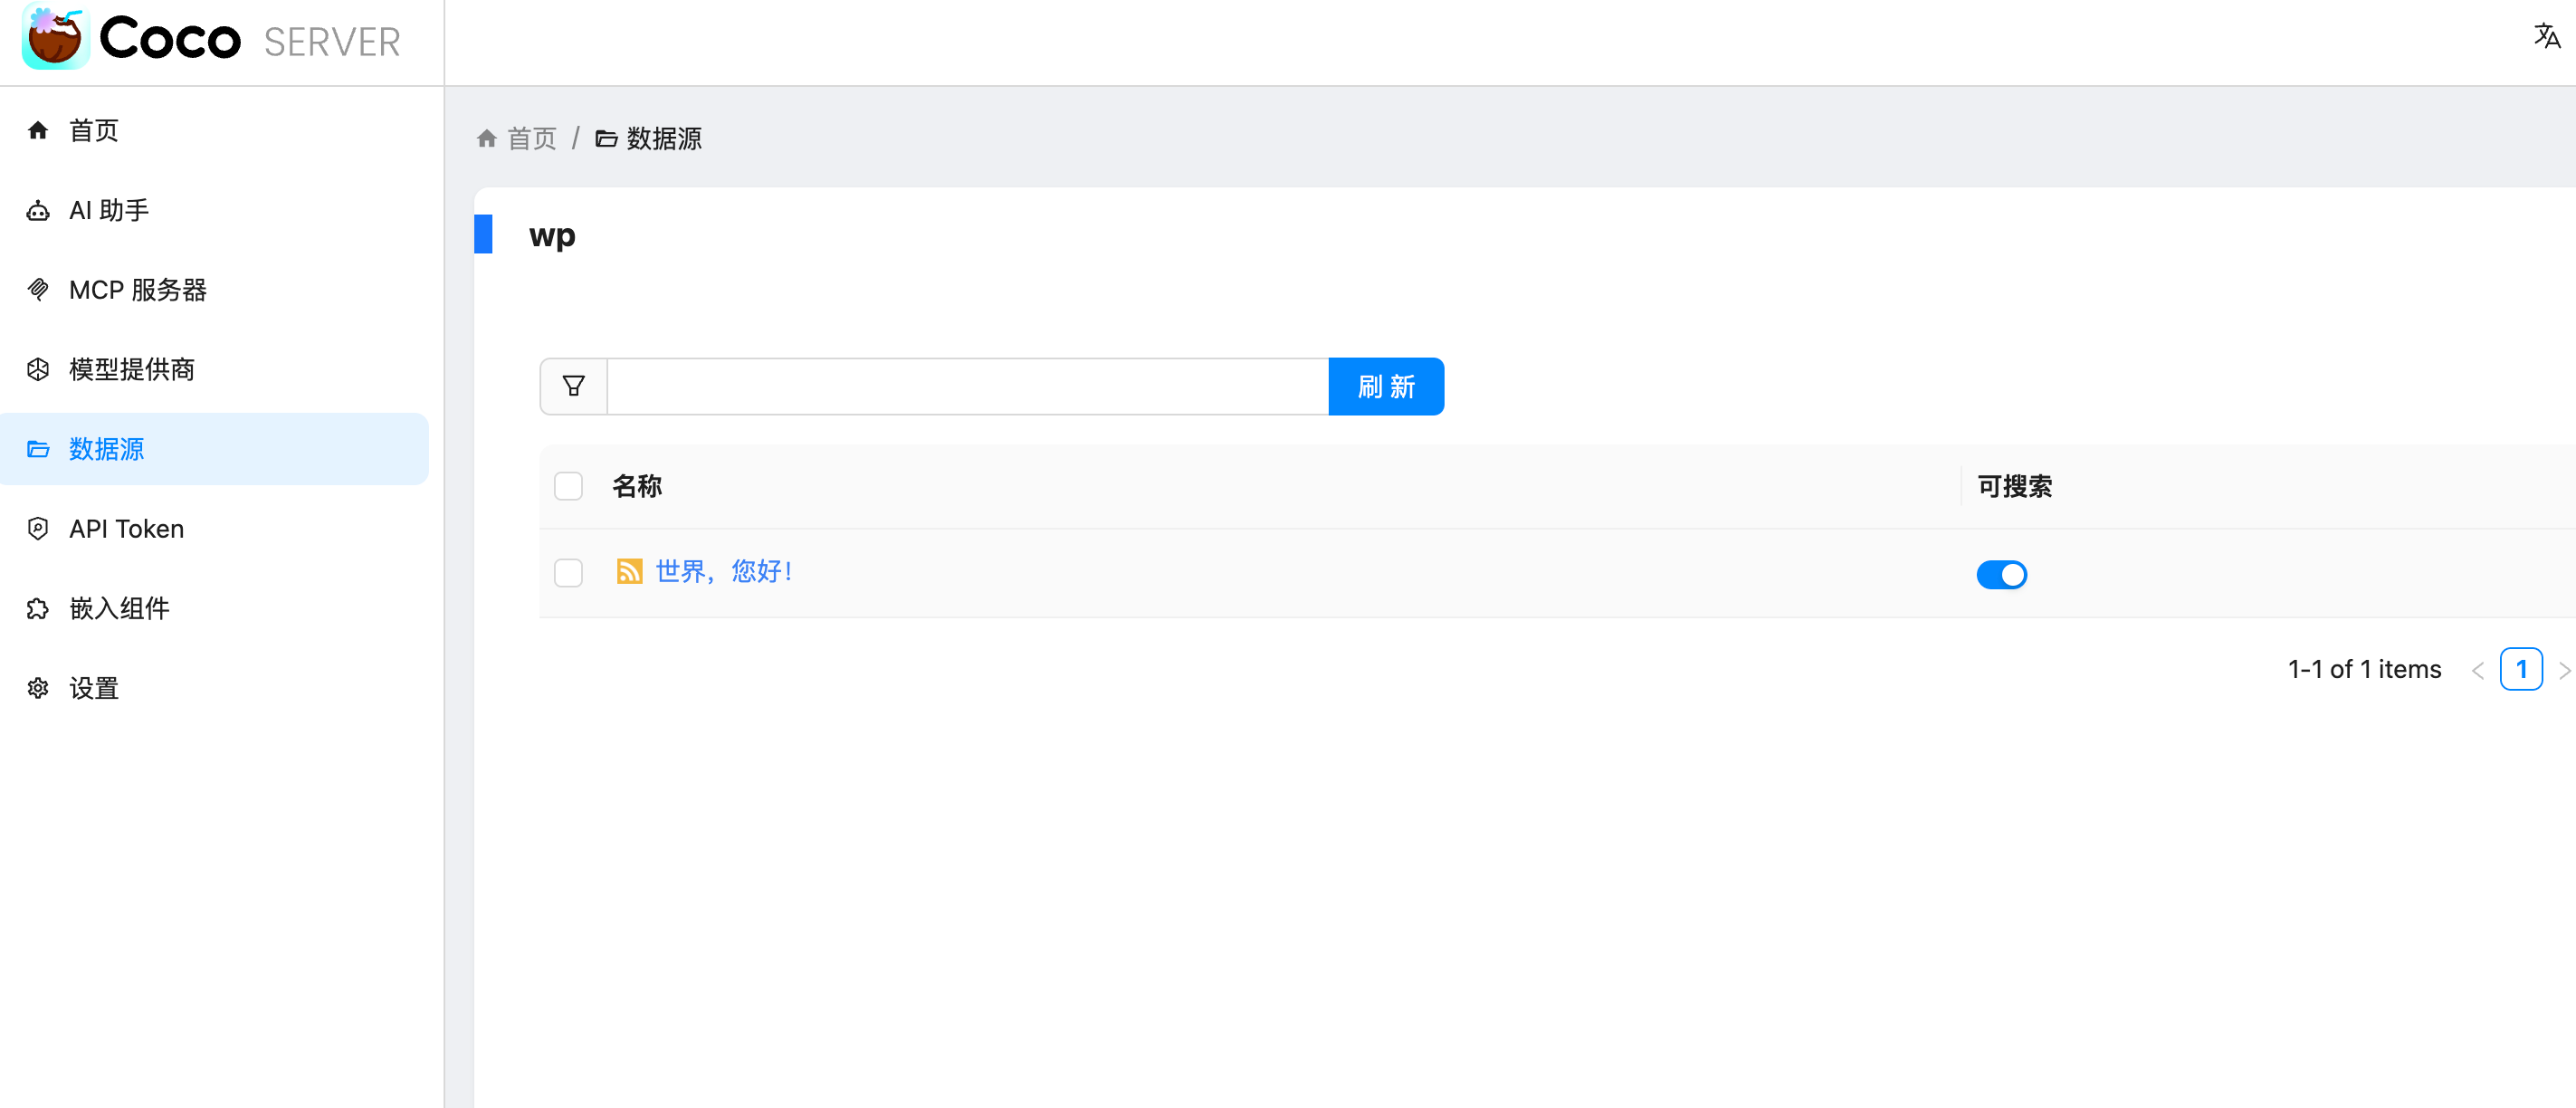 Coco SERVER
首页
AI 助手
MCP 服务器
模型提供商
数据源
API Token
嵌入组件
设置
首页 / 数据源
wp
刷 新
名称 可搜索
世界，您好！
1-1 of 1 items < 1 >